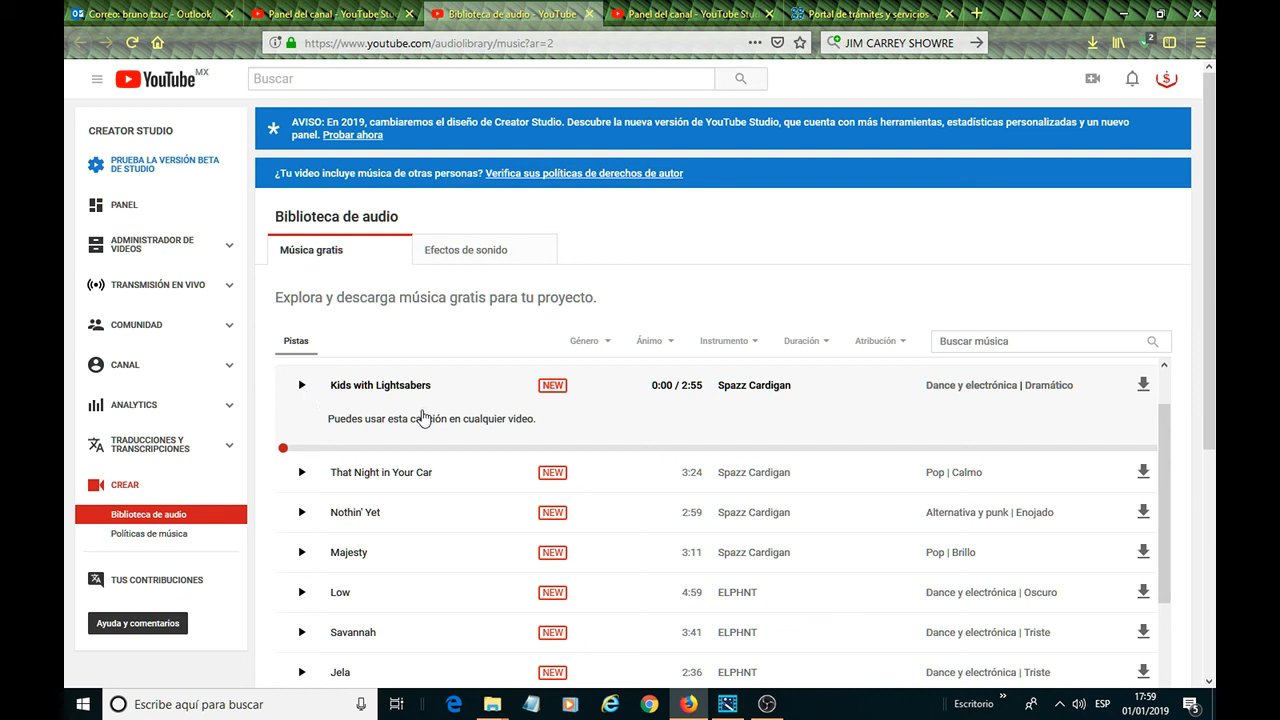 Correo: bruno tzuc - Outlook
Panel del canal - YouTube Stu
Biblioteca de audio - YouTube
Panel del canal - YouTube Stu
Portal de trámites y servicios
https://www.youtube.com/audiolibrary/music?ar=2
JIM CARREY SHOWRE
2
YouTube MX
Buscar
CREATOR STUDIO
PRUEBA LA VERSIÓN BETA
DE STUDIO
PANEL
ADMINISTRADOR DE
VIDEOS
TRANSMISIÓN EN VIVO
COMUNIDAD
CANAL
ANALYTICS
TRADUCCIONES Y
TRANSCRIPCIONES
CREAR
Biblioteca de audio
Políticas de música
TUS CONTRIBUCIONES
Ayuda y comentarios
AVISO: En 2019, cambiaremos el diseño de Creator Studio. Descubre la nueva versión de YouTube Studio, que cuenta con más herramientas, estadísticas personalizadas y un nuevo
panel. Probar ahora
¿Tu video incluye música de otras personas? Verifica sus políticas de derechos de autor
Biblioteca de audio
Música gratis
Efectos de sonido
Explora y descarga música gratis para tu proyecto.
Pistas Género Ánimo Instrumento Duración Atribución Buscar música
Kids with Lightsabers NEW 0:00 / 2:55 Spazz Cardigan Dance y electrónica | Dramático
Puedes usar esta canción en cualquier video.
That Night in Your Car NEW 3:24 Spazz Cardigan Pop | Calmo
Nothin' Yet NEW 2:59 Spazz Cardigan Alternativa y punk | Enojado
Majesty NEW 3:11 Spazz Cardigan Pop | Brillo
Low NEW 4:59 ELPHNT Dance y electrónica | Oscuro
Savannah NEW 3:41 ELPHNT Dance y electrónica | Triste
Jela NEW 2:36 ELPHNT Dance y electrónica | Triste
Escribe aquí para buscar
Escritorio
ESP
17:59
01/01/2019
5